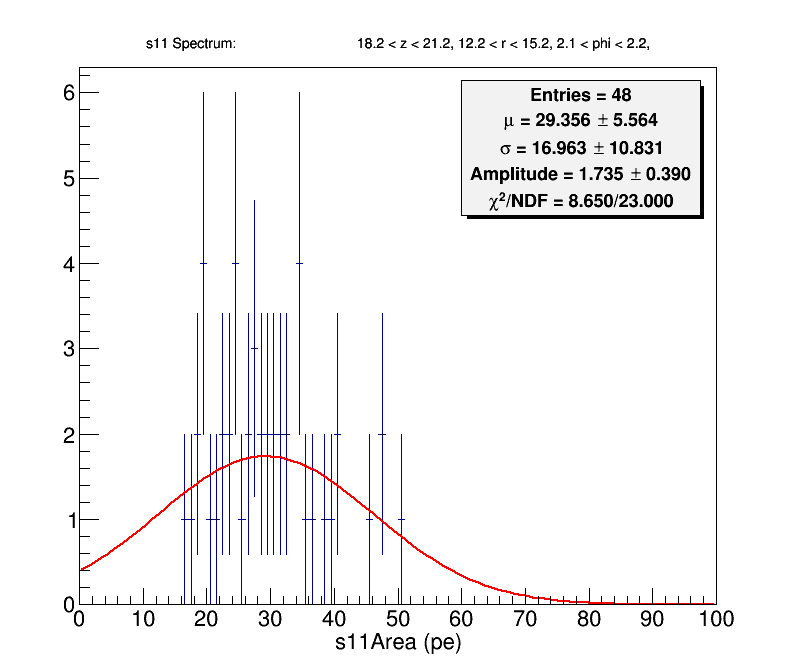 s11 Spectrum: 18.2 < z < 21.2, 12.2 < r < 15.2, 2.1 < phi < 2.2,
Entries = 48
μ = 29.356 ± 5.564
σ = 16.963 ± 10.831
Amplitude = 1.735 ± 0.390
χ²/NDF = 8.650/23.000
6
5
4
3
2
1
0
0 10 20 30 40 50 60 70 80 90 100
s11Area (pe)